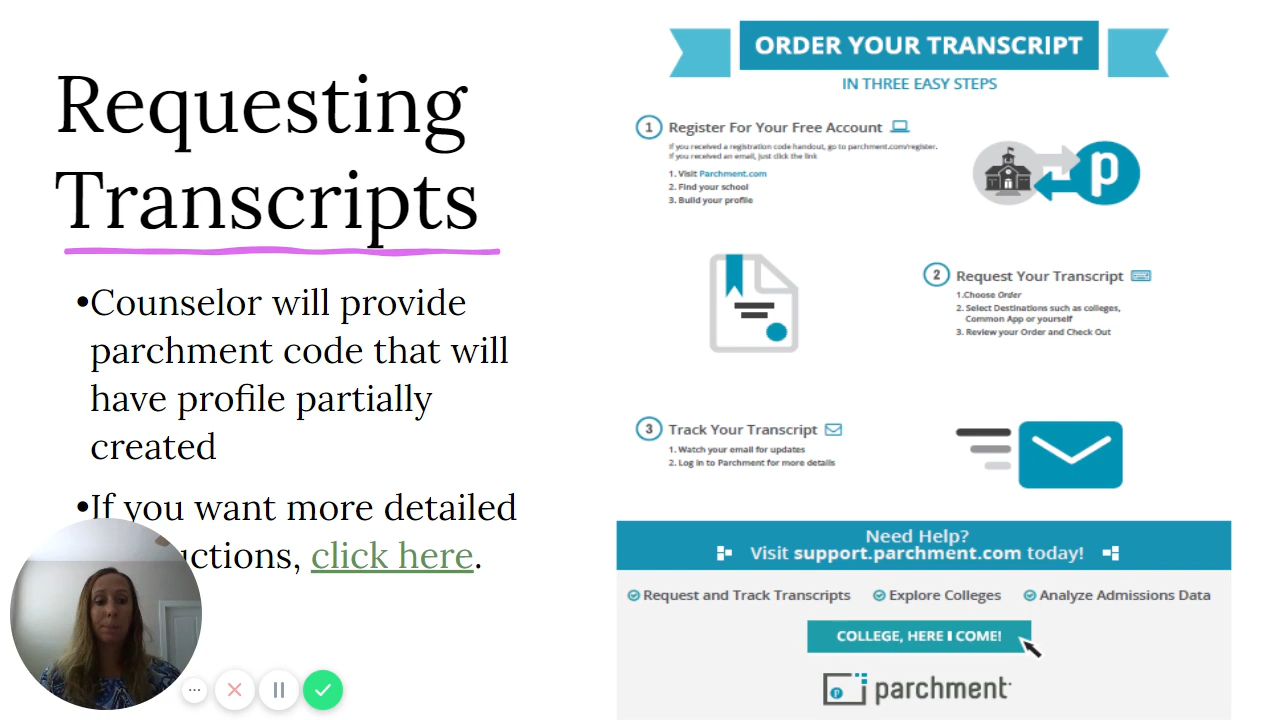 Requesting
Transcripts
•Counselor will provide
parchment code that will
have profile partially
created
•If you want more detailed
uctions, click here.
ORDER YOUR TRANSCRIPT
IN THREE EASY STEPS
1 Register For Your Free Account
If you received a registration code handout, go to parchment.com/register.
If you received an email, just click the link
1. Visit Parchment.com
2. Find your school
3. Build your profile
p
2 Request Your Transcript
1.Choose Order
2. Select Destinations such as colleges,
Common App or yourself
3. Review your Order and Check Out
3 Track Your Transcript
1. Watch your email for updates
2. Log in to Parchment for more details
Need Help?
Visit support.parchment.com today!
Request and Track Transcripts Explore Colleges Analyze Admissions Data
COLLEGE, HERE I COME!
p parchment